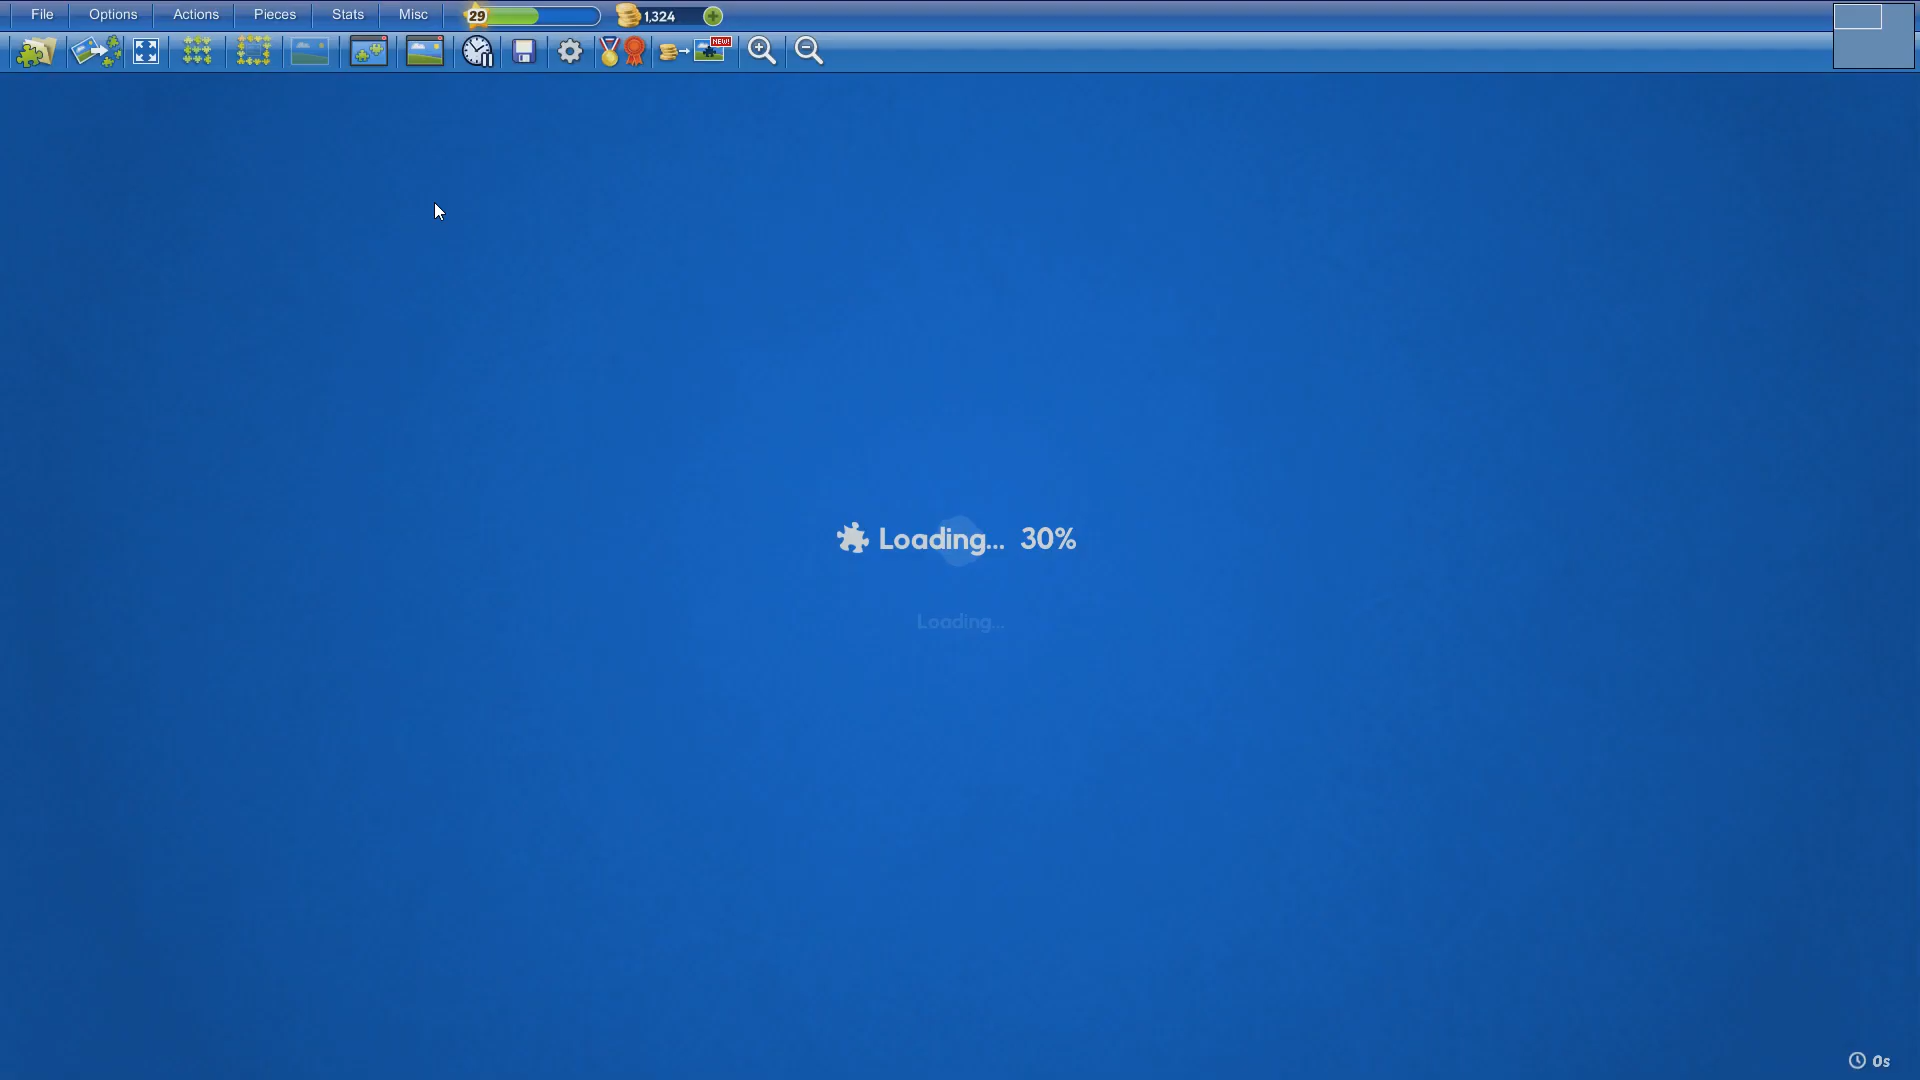 File Options Actions Pieces Stats Misc 29 1,324
NEW!
Loading... 30%
Loading...
0s